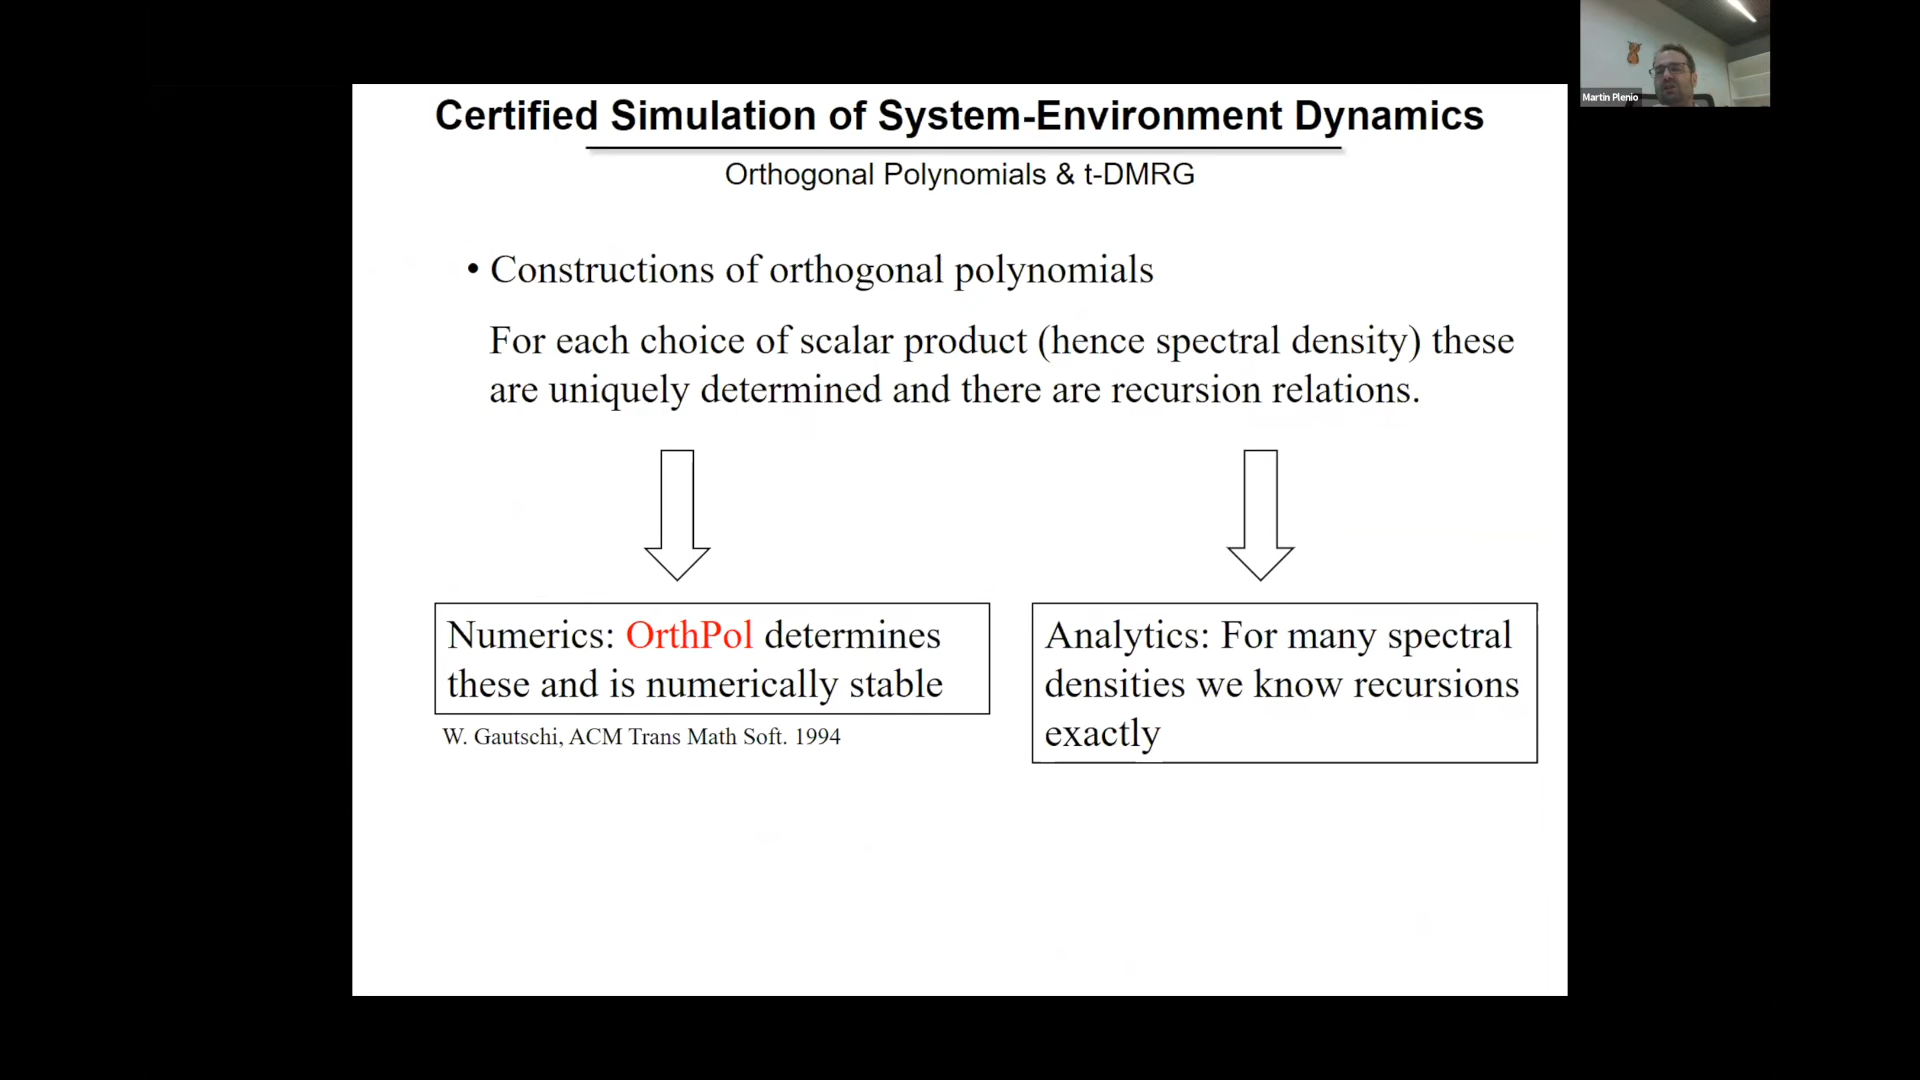 Certified Simulation of System-Environment Dynamics
Orthogonal Polynomials & t-DMRG
• Constructions of orthogonal polynomials
For each choice of scalar product (hence spectral density) these
are uniquely determined and there are recursion relations.
Numerics: OrthPol determines
these and is numerically stable
W. Gautschi, ACM Trans Math Soft. 1994
Analytics: For many spectral
densities we know recursions
exactly
Martin Plenio